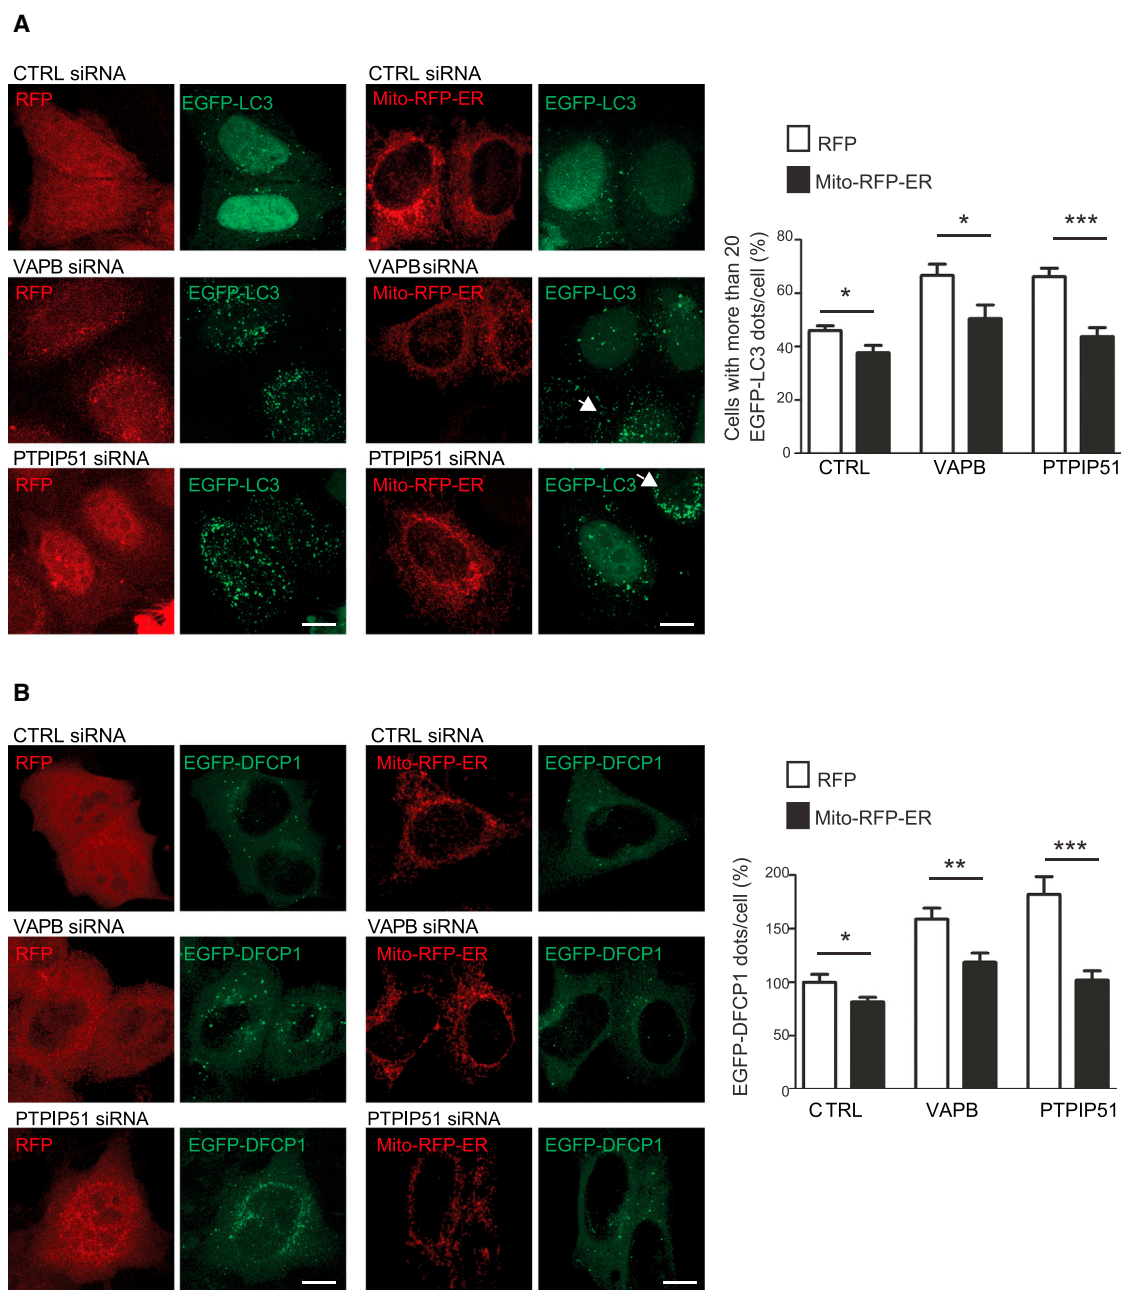 A
CTRL siRNA
CTRL siRNA
RFP
EGFP-LC3
Mito-RFP-ER
EGFP-LC3
VAPB siRNA
VAPB siRNA
RFP
EGFP-LC3
Mito-RFP-ER
EGFP-LC3
PTPIP51 siRNA
PTPIP51 siRNA
RFP
EGFP-LC3
Mito-RFP-ER
EGFP-LC3
RFP
Mito-RFP-ER
Cells with more than 20
EGFP-LC3 dots/cell (%)
80
60
40
20
0
*
*
***
CTRL
VAPB
PTPIP51
B
CTRL siRNA
CTRL siRNA
RFP
EGFP-DFCP1
Mito-RFP-ER
EGFP-DFCP1
VAPB siRNA
VAPB siRNA
RFP
EGFP-DFCP1
Mito-RFP-ER
EGFP-DFCP1
PTPIP51 siRNA
PTPIP51 siRNA
RFP
EGFP-DFCP1
Mito-RFP-ER
EGFP-DFCP1
RFP
Mito-RFP-ER
EGFP-DFCP1 dots/cell (%)
200
150
100
50
0
*
**
***
CTRL
VAPB
PTPIP51